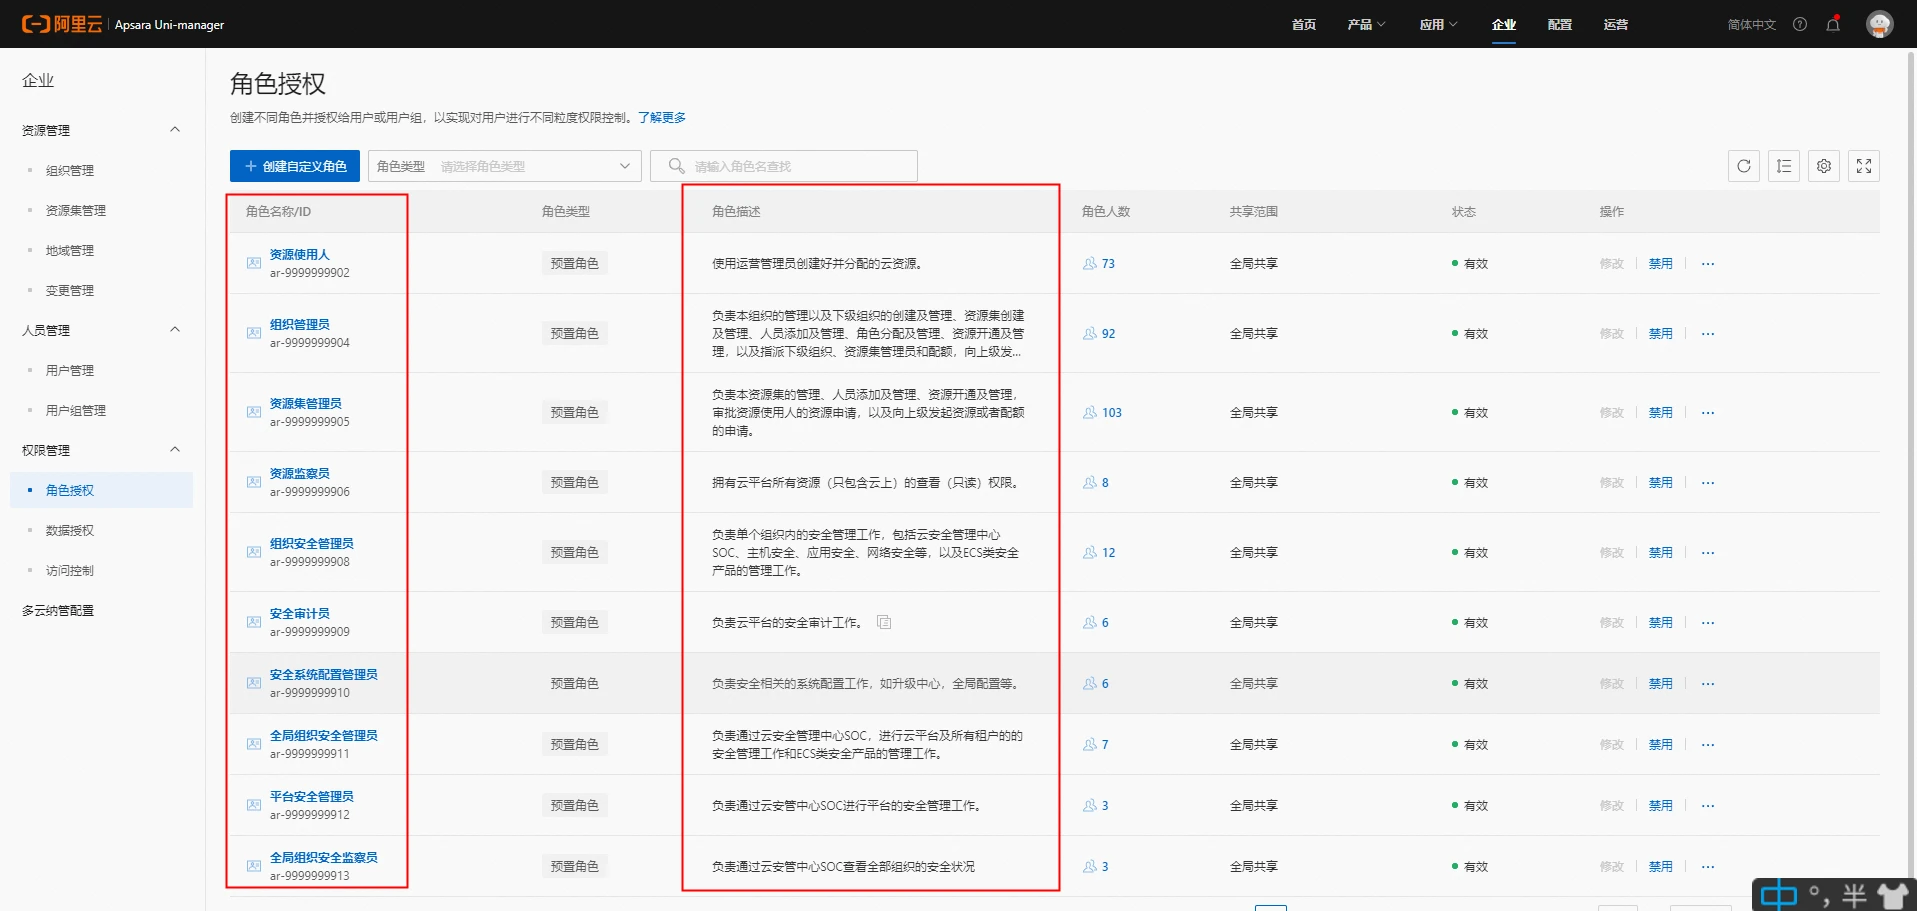 阿里云 Apsara Uni-manager 首页 产品 应用 企业 配置 运营 简体中文
企业
资源管理
组织管理
资源集管理
地域管理
变更管理
人员管理
用户管理
用户组管理
权限管理
角色授权
数据授权
访问控制
多云纳管配置
角色授权
创建不同角色并授权给用户或用户组，以实现对用户进行不同粒度权限控制。了解更多
创建自定义角色 角色类型 请选择角色类型 请输入角色名查找
角色名称/ID 角色类型 角色描述 角色人数 共享范围 状态 操作
资源使用人
ar-9999999902
预置角色
使用运营管理员创建好并分配的云资源。
73 全局共享 有效 修改 禁用 ···
组织管理员
ar-9999999904
预置角色
负责本组织的管理以及下级组织的创建及管理、资源集创建
及管理、人员添加及管理、角色分配及管理、资源开通及管
理，以及指派下级组织、资源集管理员和配额，向上级发...
92 全局共享 有效 修改 禁用 ···
资源集管理员
ar-9999999905
预置角色
负责本资源集的管理、人员添加及管理、资源开通及管理，
审批资源使用人的资源申请，以及向上级发起资源或者配额
的申请。
103 全局共享 有效 修改 禁用 ···
资源监察员
ar-9999999906
预置角色
拥有云平台所有资源（只包含云上）的查看（只读）权限。
8 全局共享 有效 修改 禁用 ···
组织安全管理员
ar-9999999908
预置角色
负责单个组织内的安全管理工作，包括云安全管理中心
SOC、主机安全、应用安全、网络安全等，以及ECS类安全
产品的管理工作。
12 全局共享 有效 修改 禁用 ···
安全审计员
ar-9999999909
预置角色
负责云平台的安全审计工作。
6 全局共享 有效 修改 禁用 ···
安全系统配置管理员
ar-9999999910
预置角色
负责安全相关的系统配置工作，如升级中心，全局配置等。
6 全局共享 有效 修改 禁用 ···
全局组织安全管理员
ar-9999999911
预置角色
负责通过云安全管理中心SOC，进行云平台及所有租户的的
安全管理工作和ECS类安全产品的管理工作。
7 全局共享 有效 修改 禁用 ···
平台安全管理员
ar-9999999912
预置角色
负责通过云安管中心SOC进行平台的安全管理工作。
3 全局共享 有效 修改 禁用 ···
全局组织安全监察员
ar-9999999913
预置角色
负责通过云安管中心SOC查看全部组织的安全状况
3 全局共享 有效 修改 禁用 ···
中 °, 半